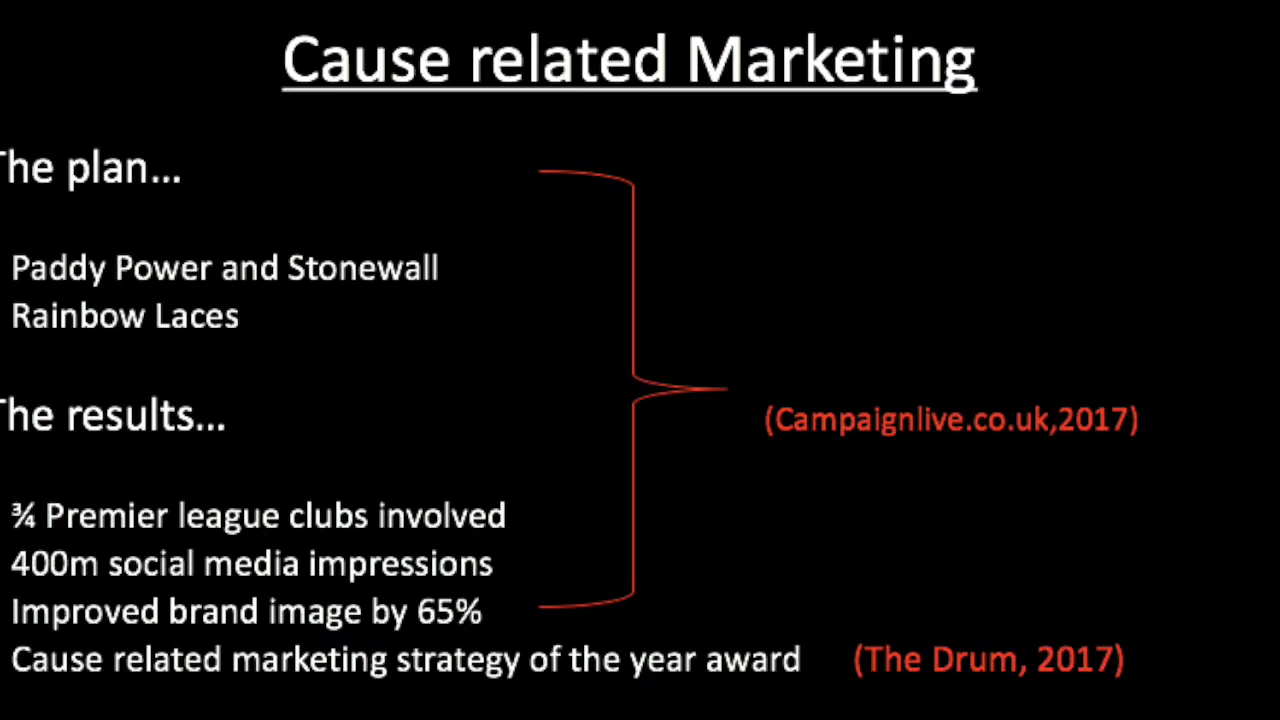 Cause related Marketing
The plan...
Paddy Power and Stonewall
Rainbow Laces
The results...
(Campaignlive.co.uk,2017)
¾ Premier league clubs involved
400m social media impressions
Improved brand image by 65%
Cause related marketing strategy of the year award (The Drum, 2017)